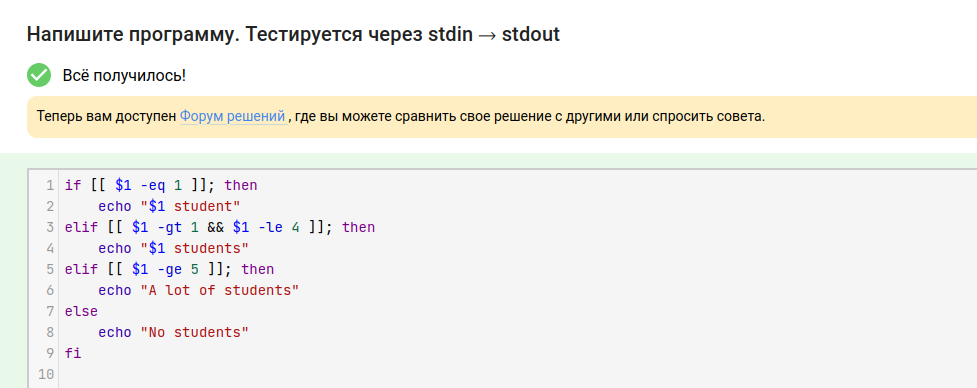 Напишите программу. Тестируется через stdin → stdout
Всё получилось!
Теперь вам доступен Форум решений, где вы можете сравнить свое решение с другими или спросить совета.
1 if [[ $1 -eq 1 ]]; then
2     echo "$1 student"
3 elif [[ $1 -gt 1 && $1 -le 4 ]]; then
4     echo "$1 students"
5 elif [[ $1 -ge 5 ]]; then
6     echo "A lot of students"
7 else
8     echo "No students"
9 fi
10